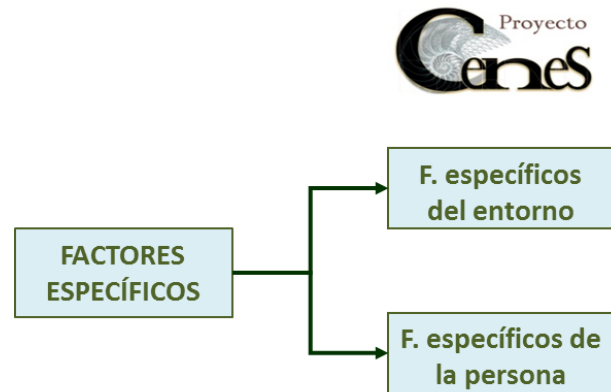 Proyecto
CeneS
F. específicos
del entorno
FACTORES
ESPECÍFICOS
F. específicos de
la persona